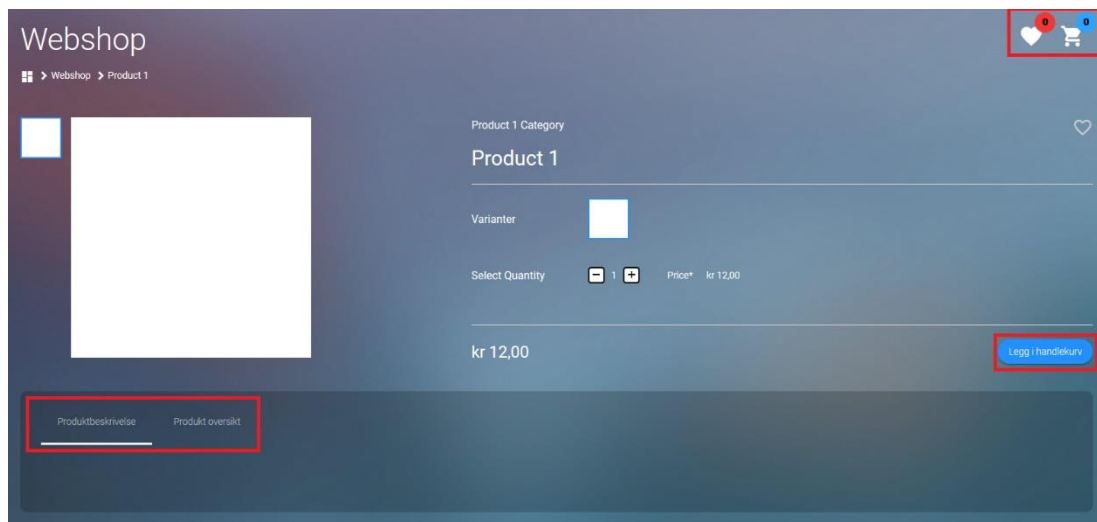 Webshop
0
0
Webshop
Product 1
Product 1 Category
Product 1
Varianter
Select Quantity
1
Price* kr 12,00
kr 12,00
Legg i handlekurv
Produktbeskrivelse
Produkt oversikt